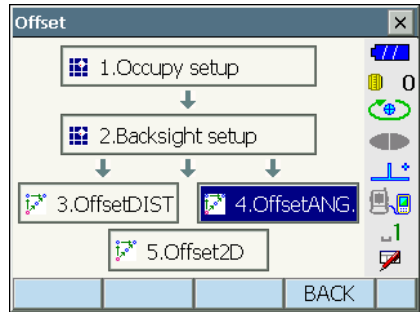 Offset
1.Occupy setup
0
2.Backsight setup
3.OffsetDIST
4.OffsetANG.
1
5.Offset2D
BACK